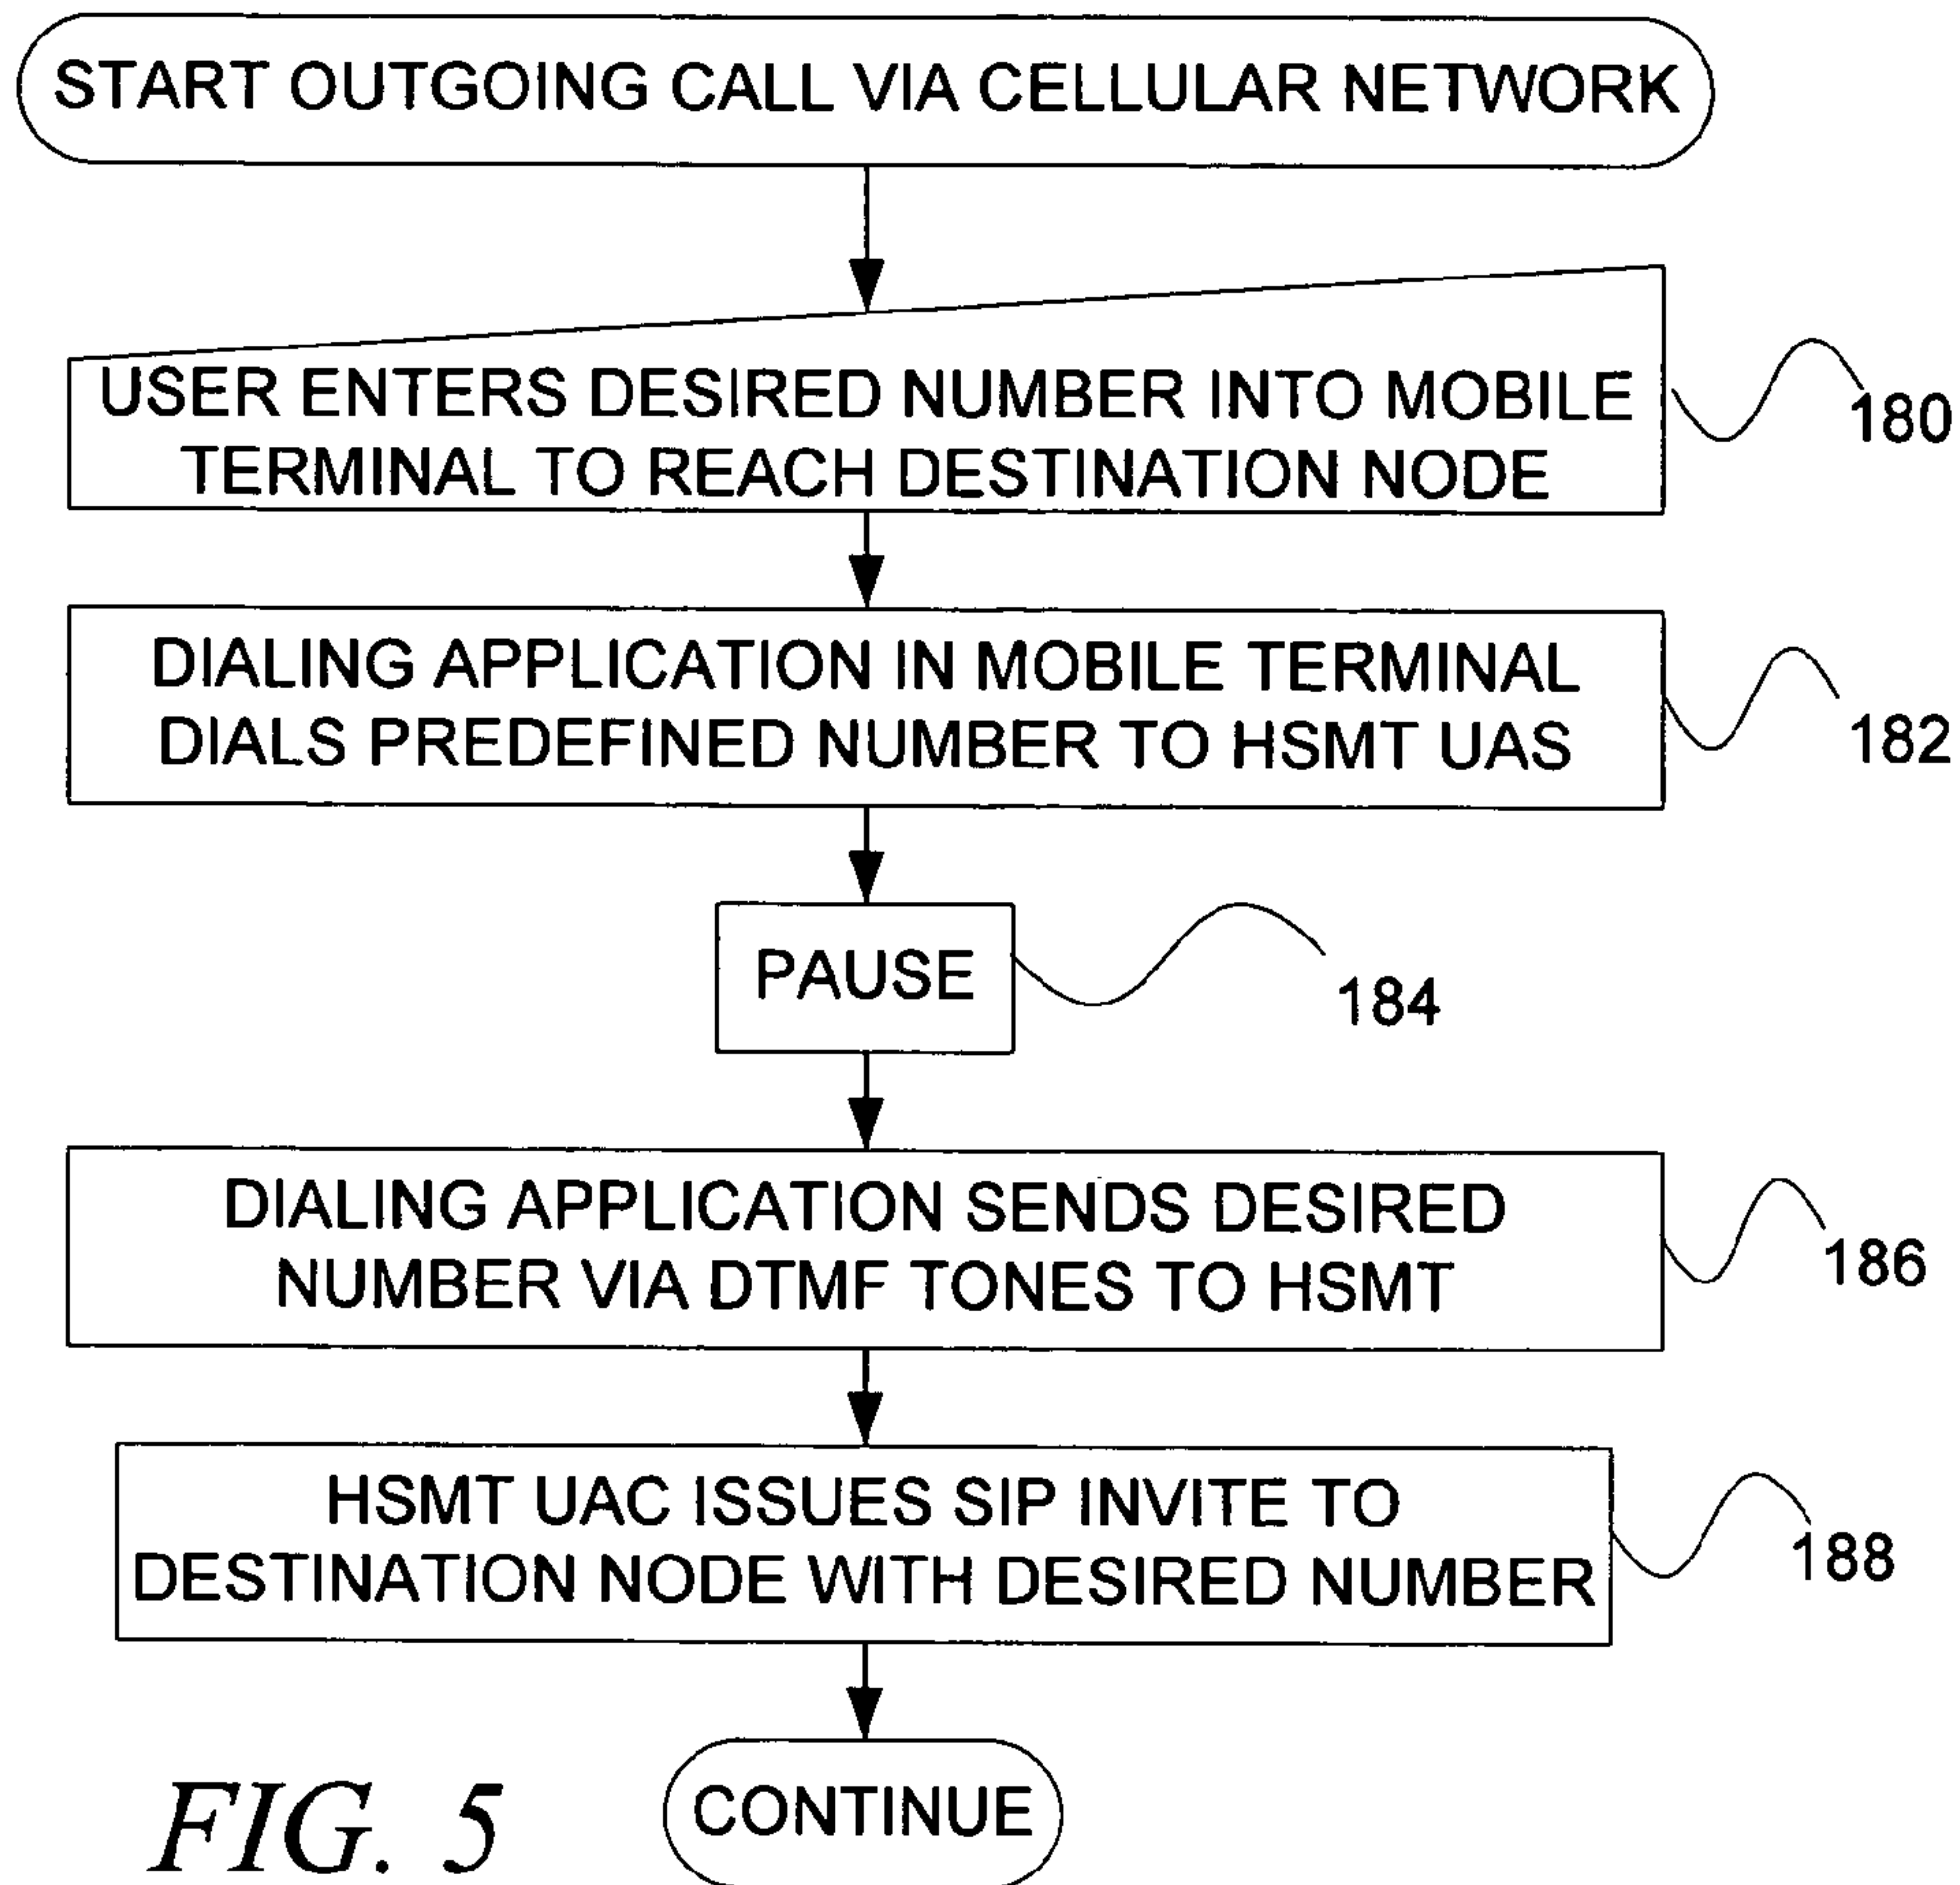 START OUTGOING CALL VIA CELLULAR NETWORK
USER ENTERS DESIRED NUMBER INTO MOBILE
TERMINAL TO REACH DESTINATION NODE
180
DIALING APPLICATION IN MOBILE TERMINAL
DIALS PREDEFINED NUMBER TO HSMT UAS
182
PAUSE
184
DIALING APPLICATION SENDS DESIRED
NUMBER VIA DTMF TONES TO HSMT
186
HSMT UAC ISSUES SIP INVITE TO
DESTINATION NODE WITH DESIRED NUMBER
188
CONTINUE
FIG. 5